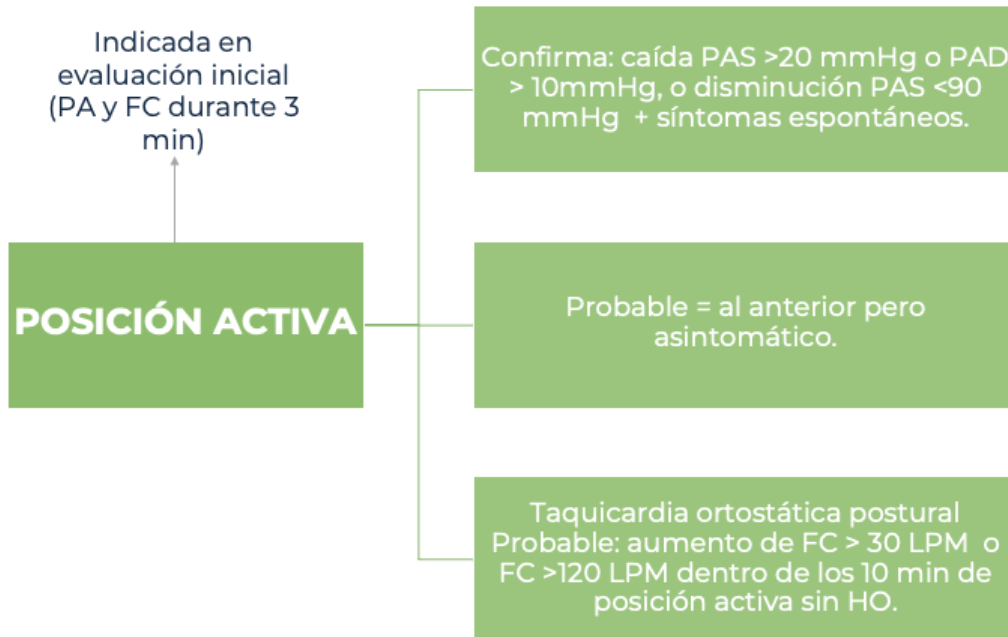 Indicada en
evaluación inicial
(PA y FC durante 3
min)
POSICIÓN ACTIVA
Confirma: caída PAS >20 mmHg o PAD
> 10mmHg, o disminución PAS <90
mmHg + síntomas espontáneos.
Probable = al anterior pero
asintomático.
Taquicardia ortostática postural
Probable: aumento de FC > 30 LPM o
FC >120 LPM dentro de los 10 min de
posición activa sin HO.